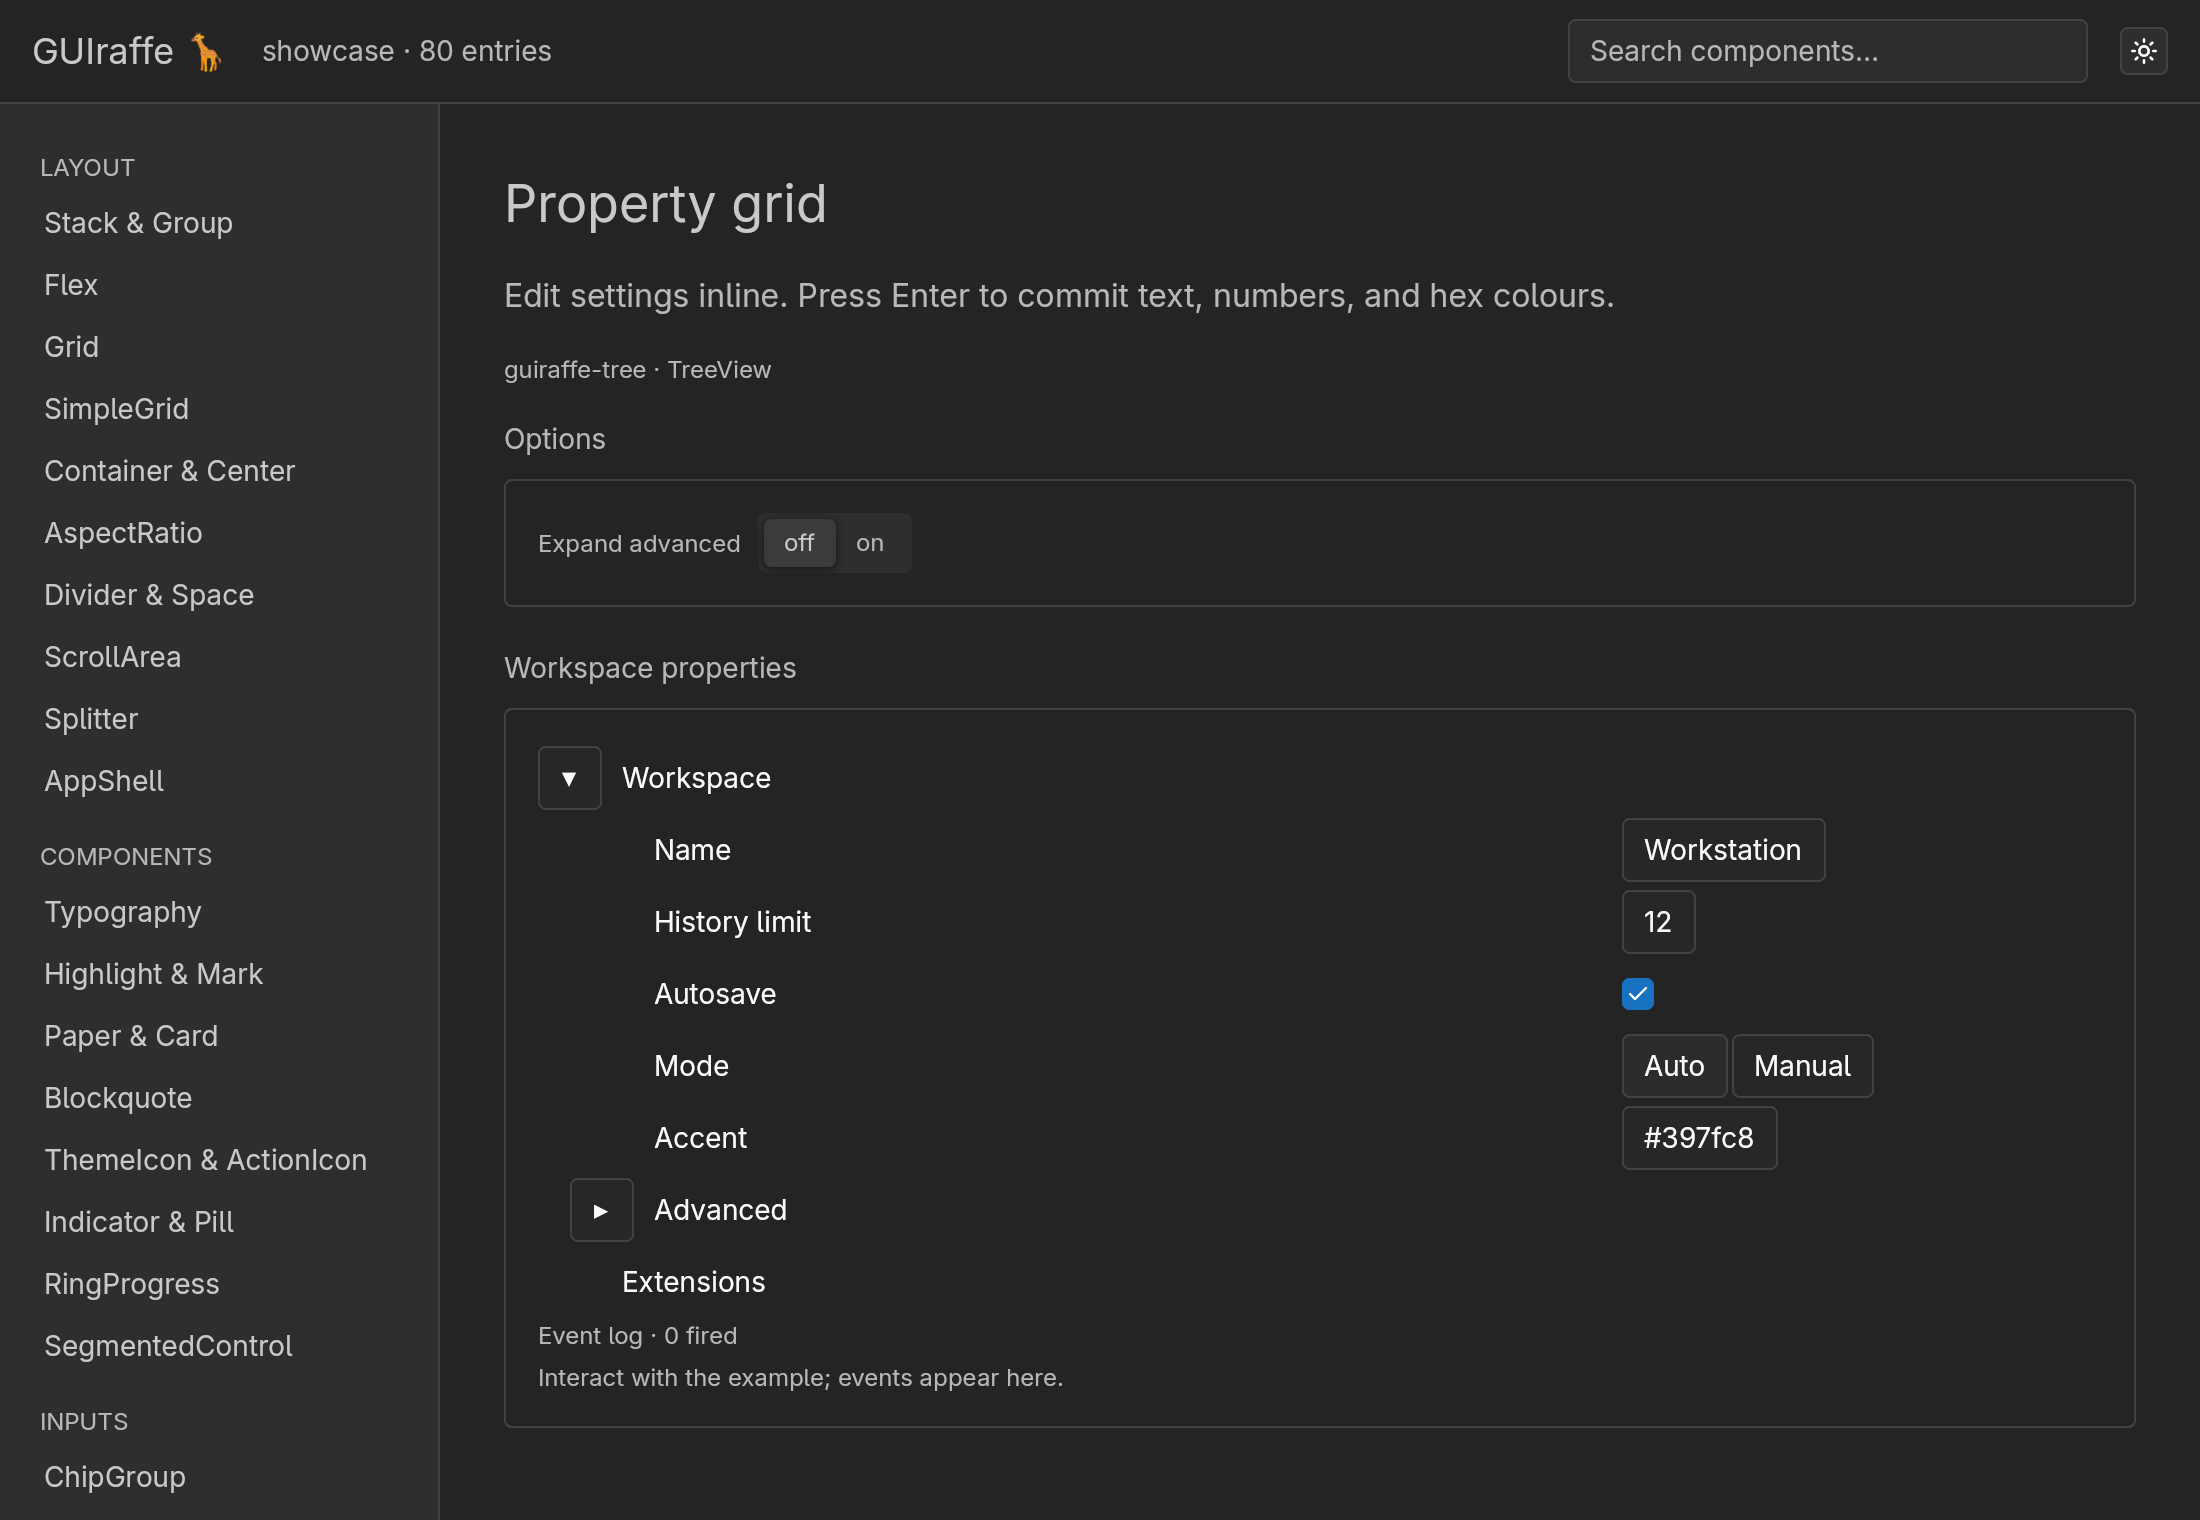 GUIraffe 🦒 showcase · 80 entries
Search components...
LAYOUT
Stack & Group
Flex
Grid
SimpleGrid
Container & Center
AspectRatio
Divider & Space
ScrollArea
Splitter
AppShell
COMPONENTS
Typography
Highlight & Mark
Paper & Card
Blockquote
ThemeIcon & ActionIcon
Indicator & Pill
RingProgress
SegmentedControl
INPUTS
ChipGroup
Property grid
Edit settings inline. Press Enter to commit text, numbers, and hex colours.
guiraffe-tree · TreeView
Options
Expand advanced off on
Workspace properties
▼ Workspace
Name Workstation
History limit 12
Autosave
Mode Auto Manual
Accent #397fc8
▶ Advanced
Extensions
Event log · 0 fired
Interact with the example; events appear here.